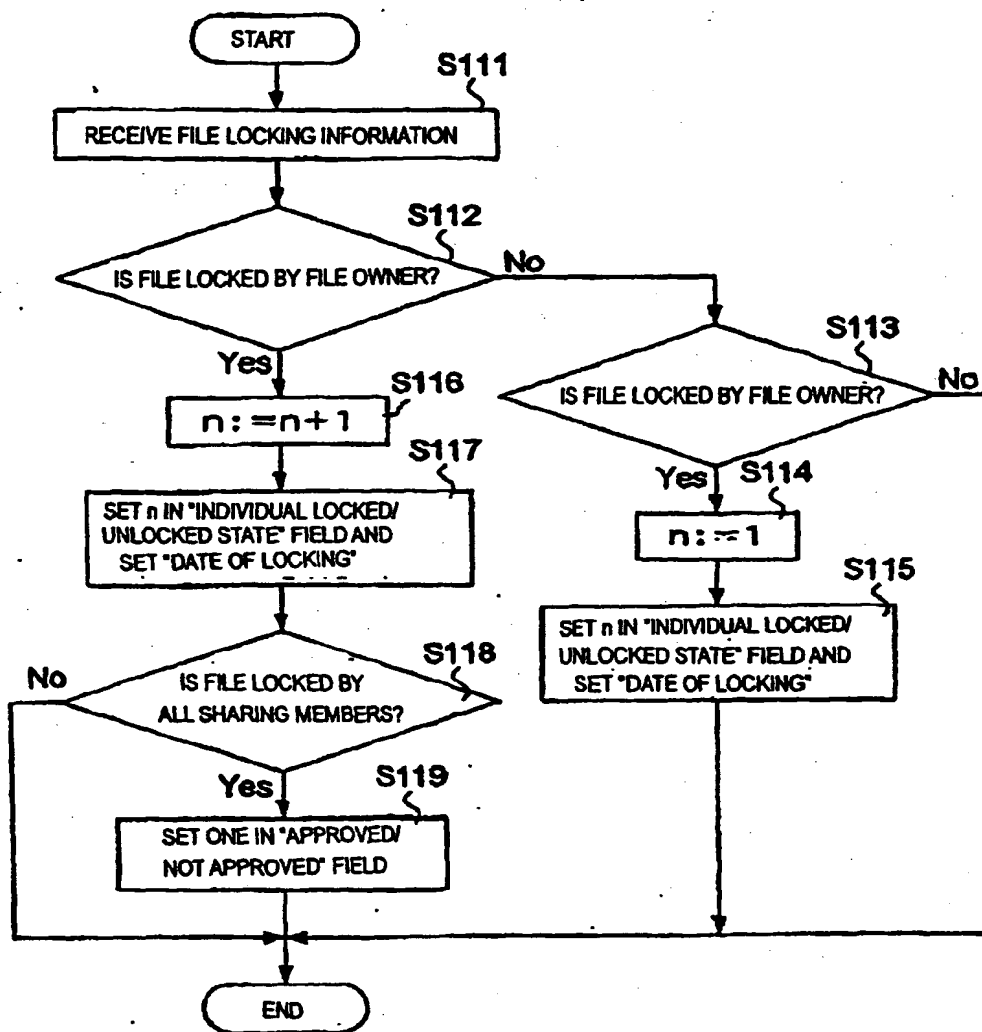 START
S111
RECEIVE FILE LOCKING INFORMATION
S112
IS FILE LOCKED BY FILE OWNER?
No
Yes
S113
IS FILE LOCKED BY FILE OWNER?
No
Yes
S116
n:=n+1
S117
SET n IN "INDIVIDUAL LOCKED/
UNLOCKED STATE" FIELD AND
SET "DATE OF LOCKING"
S114
n:=1
S115
SET n IN "INDIVIDUAL LOCKED/
UNLOCKED STATE" FIELD AND
SET "DATE OF LOCKING"
S118
No
IS FILE LOCKED BY
ALL SHARING MEMBERS?
Yes
S119
SET ONE IN "APPROVED/
NOT APPROVED" FIELD
END